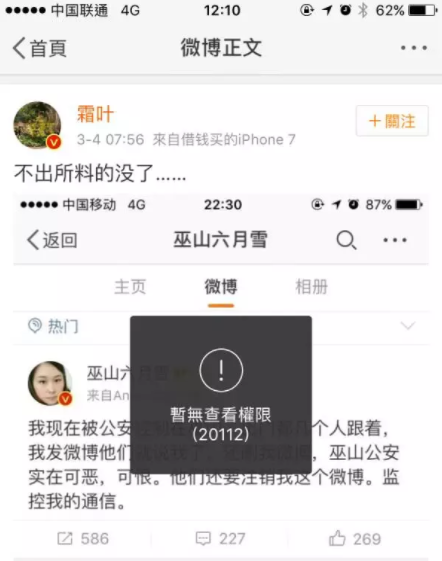 中国联通 4G 12:10 62%
首頁 微博正文
霜叶
3-4 07:56 來自借钱买的iPhone 7
+關注
不出所料的没了......
中国移动 4G 22:30 87%
返回 巫山六月雪
主页 微博 相册
热门
巫山六月
来自An
暫無查看權限
(20112)
我现在被公安 几个人跟着,
我发微博他们 ,巫山公安
实在可恶,可恨。他们还要注销我这个微博。监
控我的通信。
586 227 269